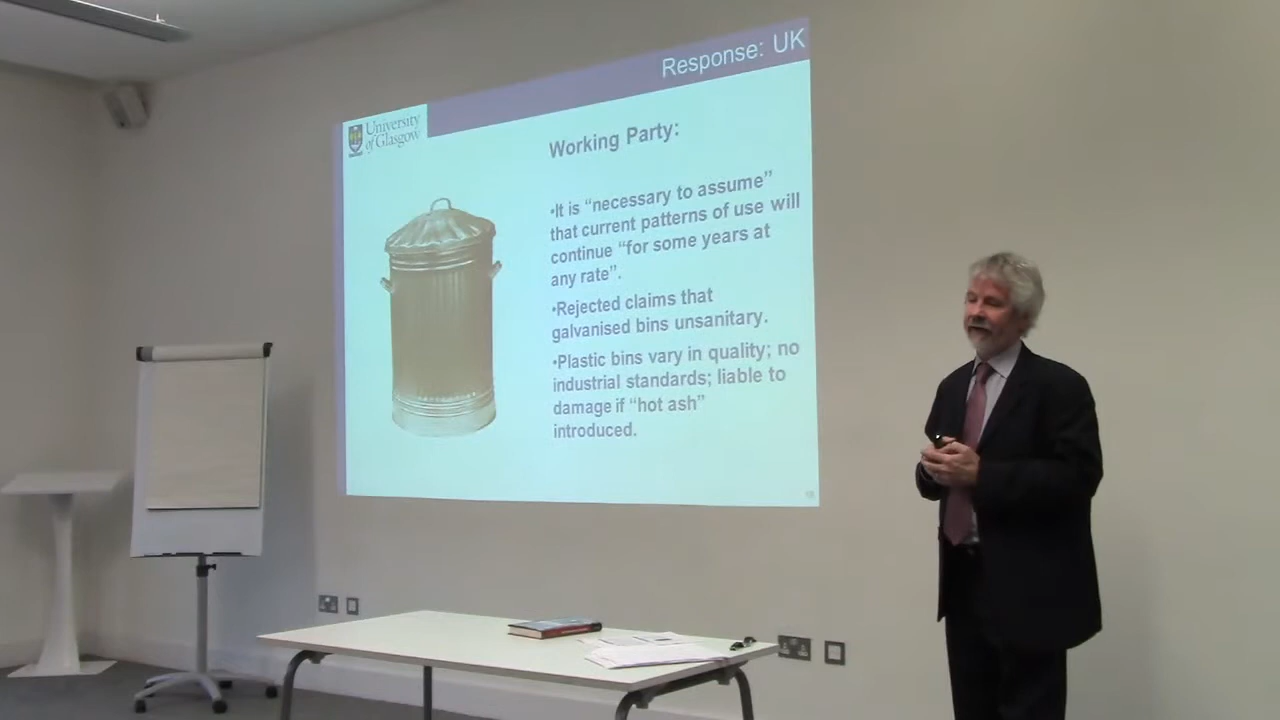 Response: UK
University
of Glasgow
Working Party:
•It is “necessary to assume”
that current patterns of use will
continue “for some years at
any rate”.
•Rejected claims that
galvanised bins unsanitary.
•Plastic bins vary in quality; no
industrial standards; liable to
damage if “hot ash”
introduced.